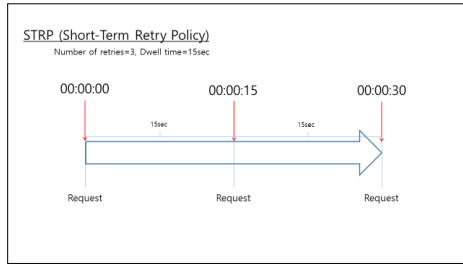 STRP (Short-Term Retry Policy)
Number of retries=3, Dwell time=15sec
00:00:00
00:00:15
00:00:30
15sec
15sec
Request
Request
Request